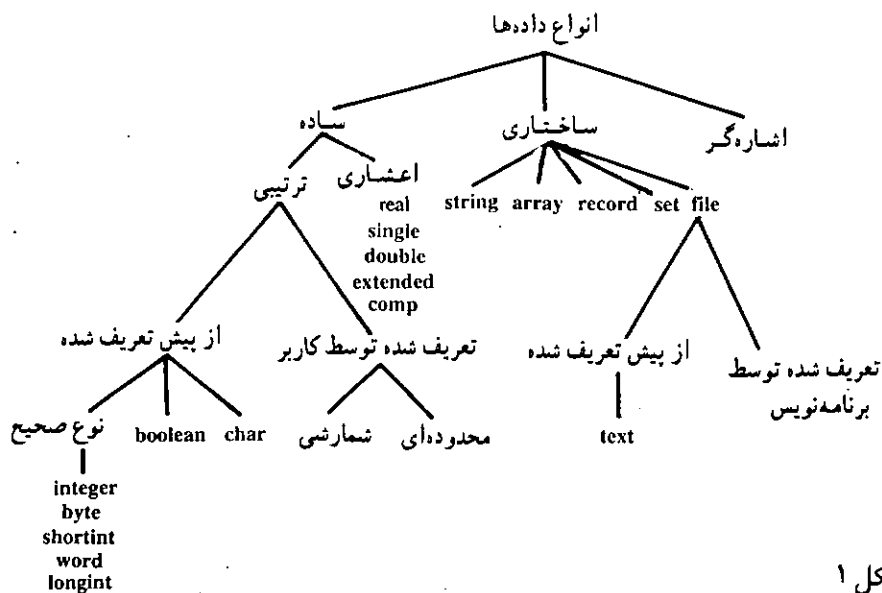 انواع داده‌ها
ساده
ساختاری
اشاره‌گر
ترتیبی
اعشاری
real
single
double
extended
comp
string array record set file
از پیش تعریف شده
تعریف شده توسط کاربر
از پیش تعریف شده
تعریف شده توسط
برنامه‌نویس
نوع صحیح
boolean
char
شمارشی
محدوده‌ای
text
integer
byte
shortint
word
longint
کل ۱